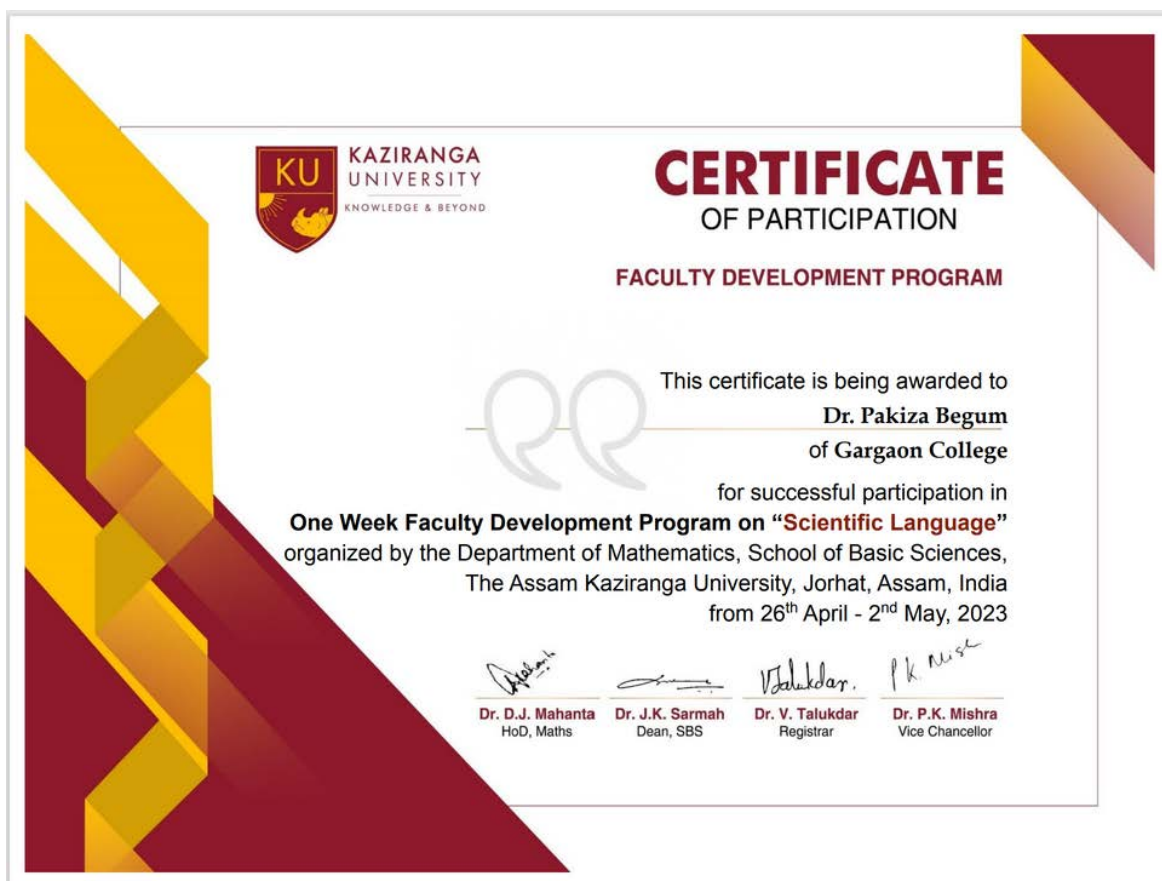 KU
KAZIRANGA
UNIVERSITY
KNOWLEDGE & BEYOND
CERTIFICATE
OF PARTICIPATION
FACULTY DEVELOPMENT PROGRAM
This certificate is being awarded to
Dr. Pakiza Begum
of Gargaon College
for successful participation in
One Week Faculty Development Program on “Scientific Language”
organized by the Department of Mathematics, School of Basic Sciences,
The Assam Kaziranga University, Jorhat, Assam, India
from 26th April - 2nd May, 2023
VTalukdar. P.K. Mish
Dr. D.J. Mahanta Dr. J.K. Sarmah Dr. V. Talukdar Dr. P.K. Mishra
HoD, Maths Dean, SBS Registrar Vice Chancellor